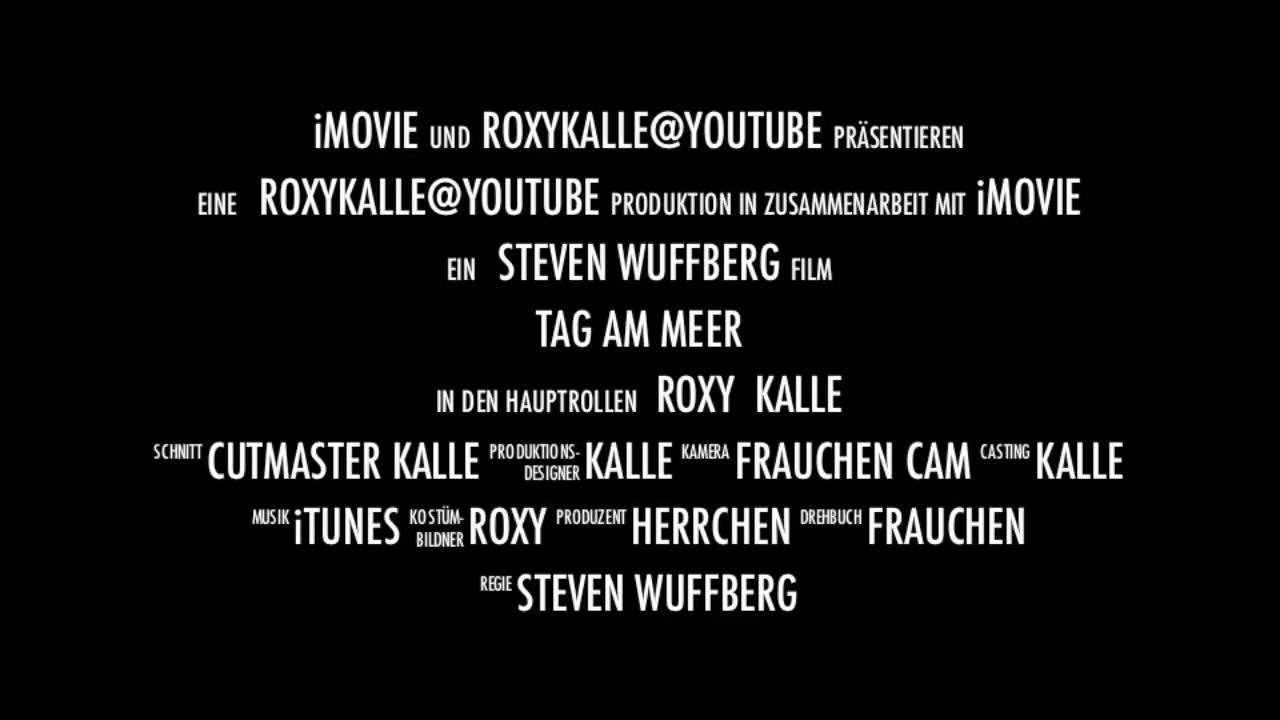 iMOVIE UND ROXYKALLE@YOUTUBE PRÄSENTIEREN
EINE ROXYKALLE@YOUTUBE PRODUKTION IN ZUSAMMENARBEIT MIT iMOVIE
EIN STEVEN WUFFBERG FILM
TAG AM MEER
IN DEN HAUPTROLLEN ROXY KALLE
SCHNITT CUTMASTER KALLE PRODUKTIONS-DESIGNER KALLE KAMERA FRAUCHEN CAM CASTING KALLE
MUSIK iTUNES KOSTÜM-BILDNER ROXY PRODUZENT HERRCHEN DREHBUCH FRAUCHEN
REGIE STEVEN WUFFBERG